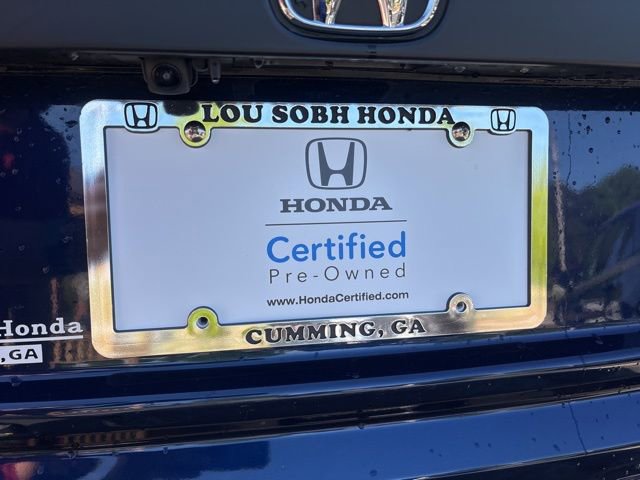 LOU SOBH HONDA
HONDA
Certified
Pre-Owned
www.HondaCertified.com
CUMMING, GA
Honda
,GA